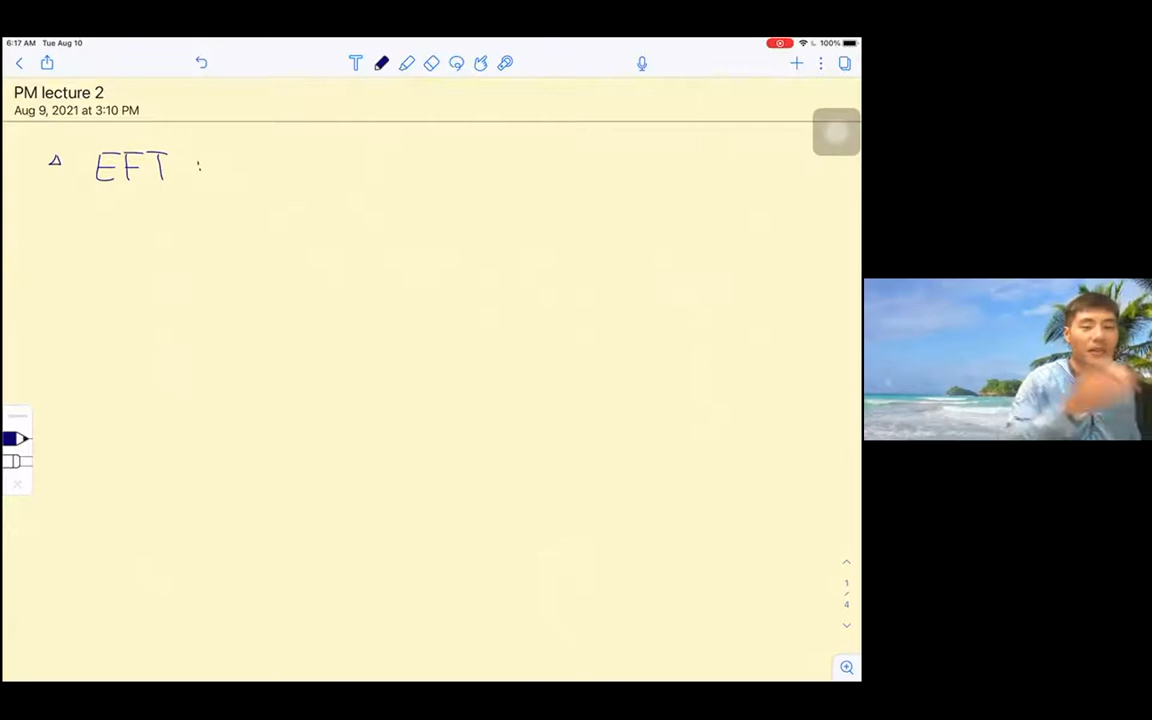 6:17 AM Tue Aug 10
100%
PM lecture 2
Aug 9, 2021 at 3:10 PM
Δ EFT :
1
/
4